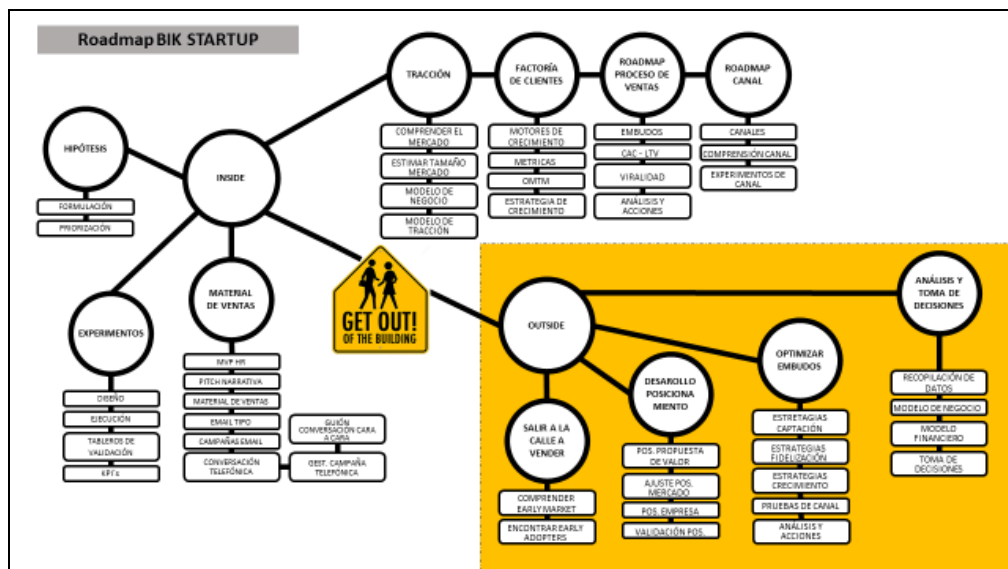 Roadmap BIK STARTUP
TRACCIÓN
COMPRENDER EL
MERCADO
ESTIMAR TAMAÑO
MERCADO
MODELO DE
NEGOCIO
MODELO DE
TRACCIÓN
FACTORÍA
DE CLIENTES
MOTORES DE
CRECIMIENTO
METRICAS
OMTM
ESTRATEGIA DE
CRECIMIENTO
ROADMAP
PROCESO DE
VENTAS
EMBUDOS
CAC - LTV
VIRALIDAD
ANÁLISIS Y
ACCIONES
ROADMAP
CANAL
CANALES
COMPRENSIÓN CANAL
EXPERIMENTOS DE
CANAL
HIPÓTESIS
FORMULACIÓN
PRIORIZACIÓN
INSIDE
EXPERIMENTOS
DISEÑO
EJECUCIÓN
TABLEROS DE
VALIDACIÓN
KPI's
MATERIAL
DE VENTAS
MVP HR
PITCH NARRATIVA
MATERIAL DE VENTAS
EMAIL TIPO
CAMPAÑAS EMAIL
CONVERSACIÓN
TELEFÓNICA
GUIÓN
CONVERSACIÓN CARA
A CARA
GEST. CAMPAÑA
TELEFÓNICA
GET OUT!
OF THE BUILDING
OUTSIDE
SALIR A LA
CALLE A
VENDER
COMPRENDER
EARLY MARKET
ENCONTRAR EARLY
ADOPTERS
DESAROLLO
POSICIONA
MIENTO
POS. PROPUESTA
DE VALOR
AJUSTE POS.
MERCADO
POS. EMPRESA
VALIDACIÓN POS.
OPTIMIZAR
EMBUDOS
ESTRETAGIAS
CAPTACIÓN
ESTRATEGIAS
FIDELIZACIÓN
ESTRATEGIAS
CRECIMIENTO
PRUEBAS DE CANAL
ANÁLISIS Y
ACCIONES
ANÁLISIS Y
TOMA DE
DECISIONES
RECOPILACIÓN DE
DATOS
MODELO DE NEGOCIO
MODELO
FINANCIERO
TOMA DE
DECISIONES